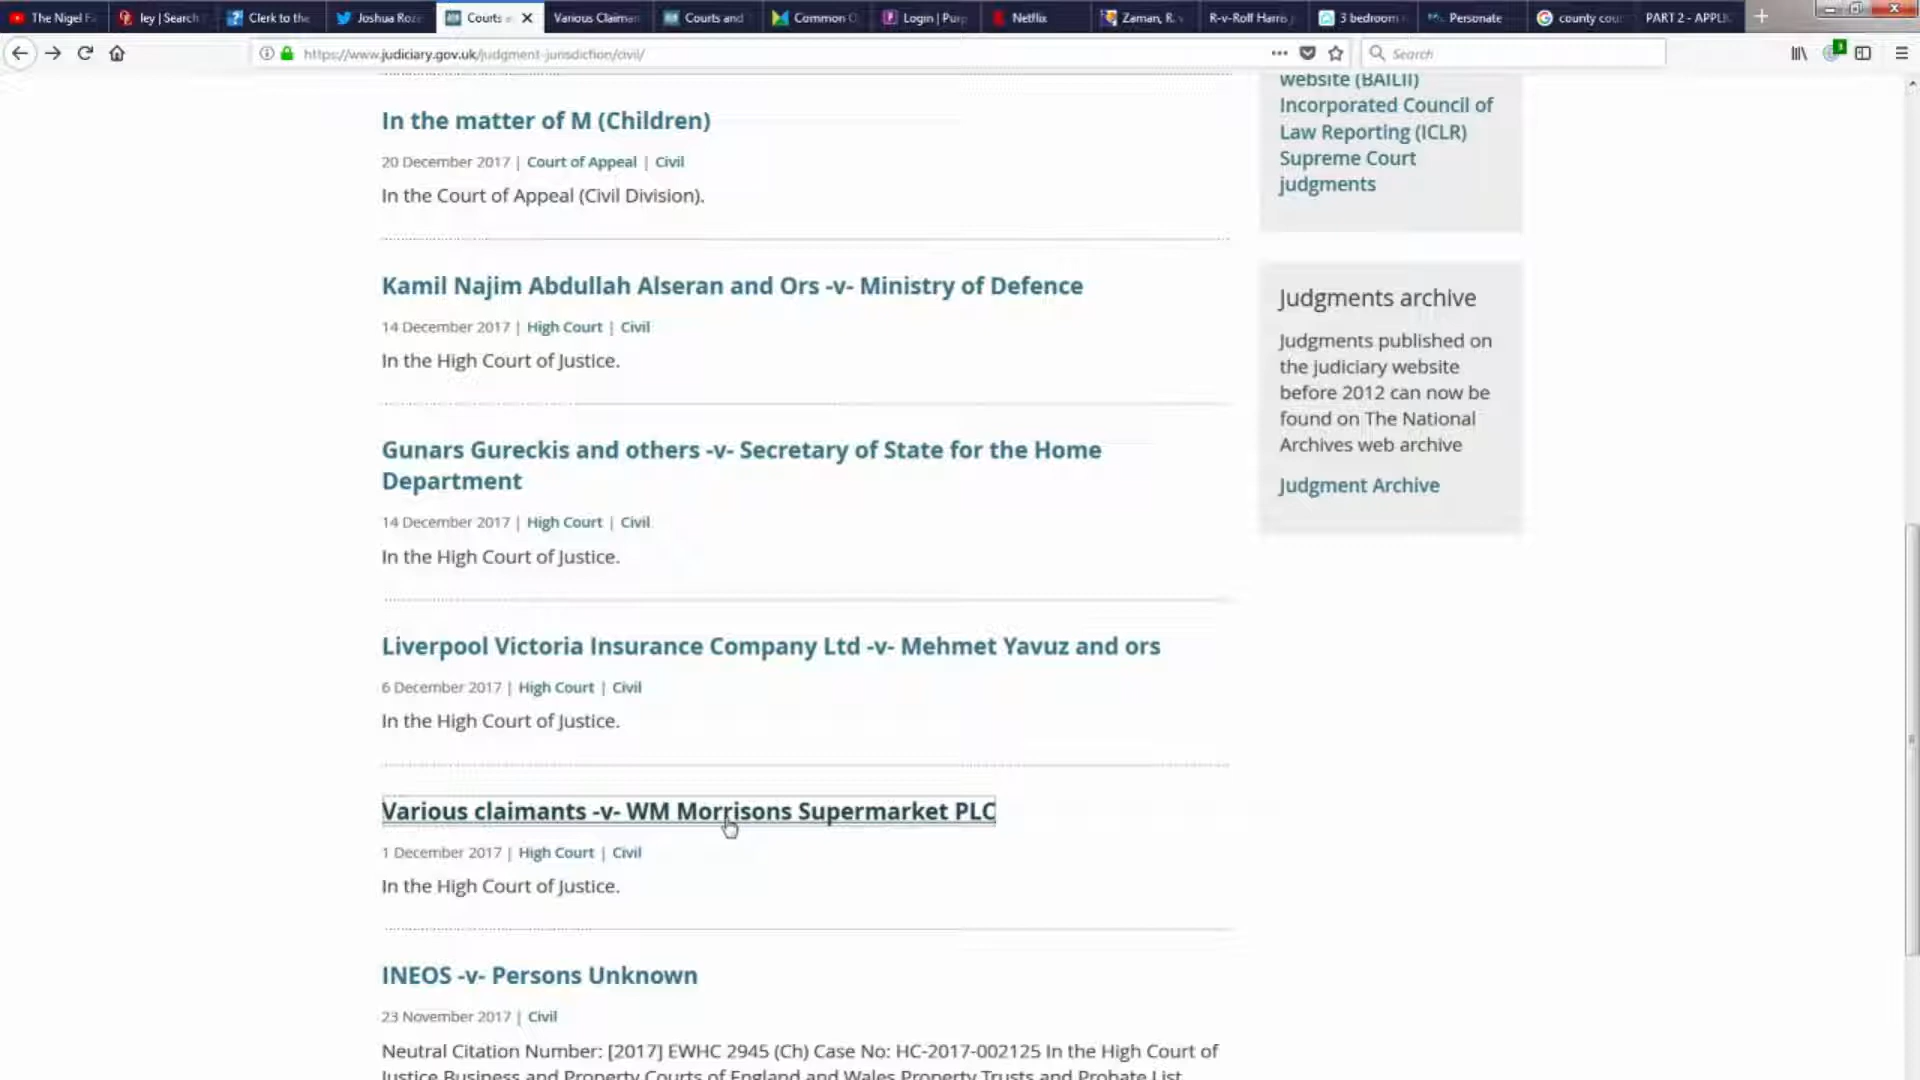 The Nigel Fa
ley | Search
Clerk to the
Joshua Roze
Courts a
Various Claiman
Courts and
Common O
Login | Purp
Netflix
Zaman, R. v
R-v-Rolf Harris
3 bedroom
Personate
county cou
PART 2 - APPLI
https://www.judiciary.gov.uk/judgment-jurisdiction/civil/
Search
website (BAILII)
Incorporated Council of
Law Reporting (ICLR)
Supreme Court
judgments
In the matter of M (Children)
20 December 2017 | Court of Appeal | Civil
In the Court of Appeal (Civil Division).
Kamil Najim Abdullah Alseran and Ors -v- Ministry of Defence
14 December 2017 | High Court | Civil
In the High Court of Justice.
Judgments archive
Judgments published on
the judiciary website
before 2012 can now be
found on The National
Archives web archive
Judgment Archive
Gunars Gureckis and others -v- Secretary of State for the Home
Department
14 December 2017 | High Court | Civil
In the High Court of Justice.
Liverpool Victoria Insurance Company Ltd -v- Mehmet Yavuz and ors
6 December 2017 | High Court | Civil
In the High Court of Justice.
Various claimants -v- WM Morrisons Supermarket PLC
1 December 2017 | High Court | Civil
In the High Court of Justice.
INEOS -v- Persons Unknown
23 November 2017 | Civil
Neutral Citation Number: [2017] EWHC 2945 (Ch) Case No: HC-2017-002125 In the High Court of
Justice Business and Property Courts of England and Wales Property Trusts and Probate List